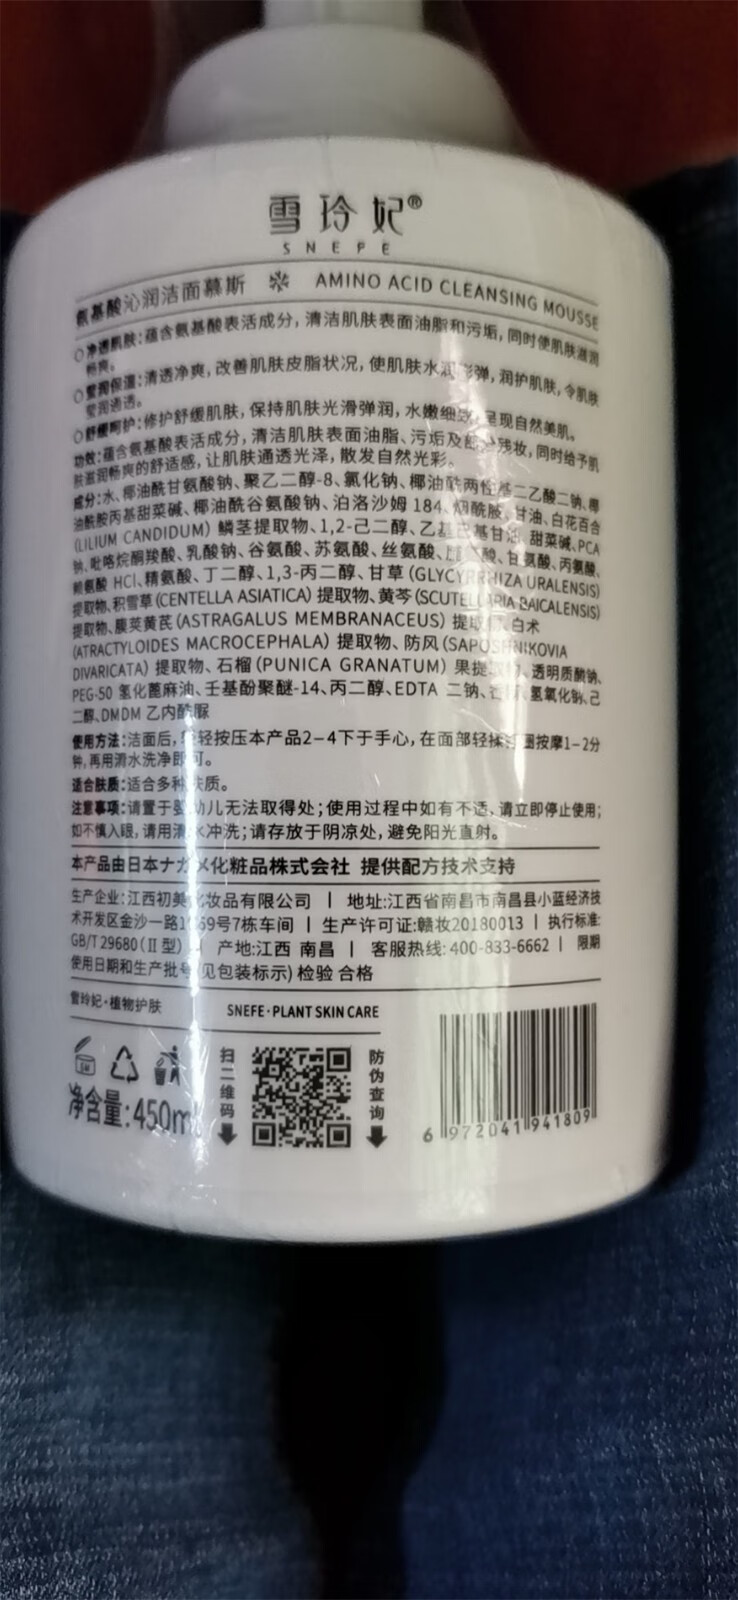 雪玲妃®
SNEFE
氨基酸沁润洁面慕斯 AMINO ACID CLEANSING MOUSSE
净透肌肤:蕴含氨基酸表活成分,清洁肌肤表面油脂和污垢,同时使肌肤滋润
畅爽。
莹润保湿:清透净爽,改善肌肤皮脂状况,使肌肤水润弹,润护肌肤,令肌肤
莹润通透。
舒缓呵护:修护舒缓肌肤,保持肌肤光滑弹润,水嫩细呈现自然美肌。
功效:蕴含氨基酸表活成分,清洁肌肤表面油脂、污垢及残妆,同时给予肌
肤滋润畅爽的舒适感,让肌肤通透光泽,散发自然光彩。
成分:水、椰油酰甘氨酸钠、聚乙二醇-8、氯化钠、椰油酰两性基二乙酸二钠、椰
油酰胺丙基甜菜碱、椰油酰谷氨酸钠、泊洛沙姆 184、烟酰胺、甘油、白花百合
(LILIUM CANDIDUM) 鳞茎提取物、1,2-己二醇、乙基己基甘油、甜菜碱、PCA
钠、吡咯烷酮羧酸、乳酸钠、谷氨酸、苏氨酸、丝氨酸、酸、甘氨酸、丙氨酸、
赖氨酸 HCl、精氨酸、丁二醇、1,3-丙二醇、甘草 (GLYCYRRHIZA URALENSIS)
提取物、积雪草 (CENTELLA ASIATICA) 提取物、黄芩 (SCUTELLARIA BAICALENSIS)
提取物、膜荚黄芪 (ASTRAGALUS MEMBRANACEUS) 提取、白术
(ATRACTYLOIDES MACROCEPHALA) 提取物、防风 (SAPOSHNIKOVIA
DIVARICATA) 提取物、石榴 (PUNICA GRANATUM) 果提取物、透明质酸钠、
PEG-50 氢化蓖麻油、壬基酚聚醚-14、丙二醇、EDTA 二钠、氢氧化钠、己
二醇、DMDM 乙内酰脲
使用方法:洁面后,轻轻按压本产品2-4下于手心,在面部轻揉圈按摩1-2分
钟,再用清水洗净即可。
适合肤质:适合多种肤质。
注意事项:请置于婴幼儿无法取得处;使用过程中如有不适,请立即停止使用;
如不慎入眼,请用清水冲洗;请存放于阴凉处,避免阳光直射。
本产品由日本ナガメ化粧品株式会社 提供配方技术支持
生产企业:江西初美化妆品有限公司 | 地址:江西省南昌市南昌县小蓝经济技
术开发区金沙一路169号7栋车间 | 生产许可证:赣妆20180013 | 执行标准:
GB/T 29680(II型) | 产地:江西 南昌 | 客服热线: 400-833-6662 | 限期
使用日期和生产批号(见包装标示) 检验 合格
雪玲妃·植物护肤 SNEFE·PLANT SKIN CARE
净含量:450ml
扫二维码
防伪查询
6 972041 941809